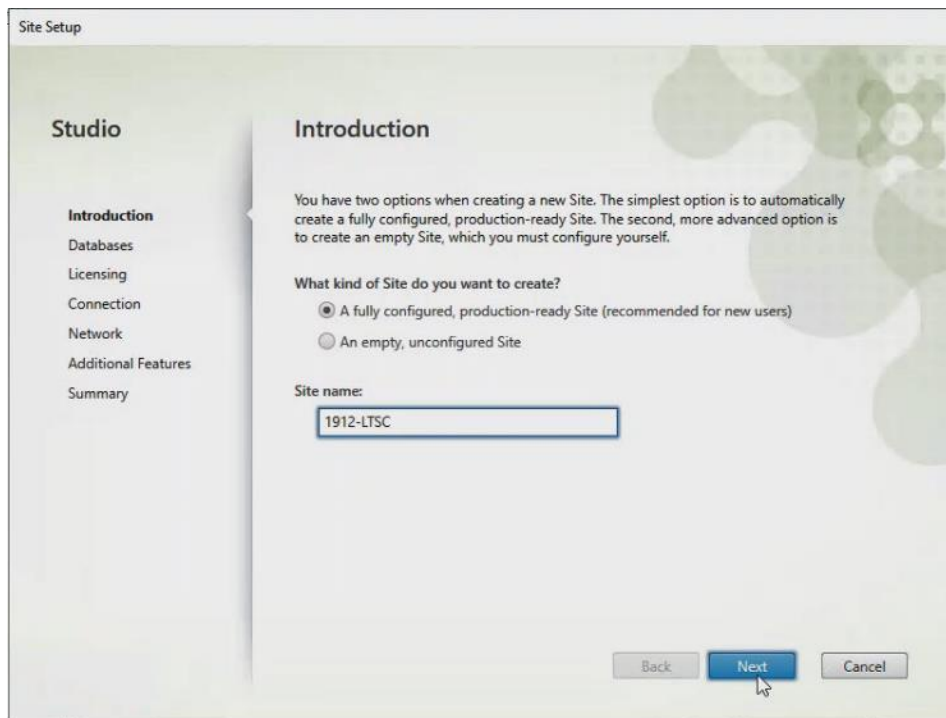 Site Setup
Studio
Introduction
Databases
Licensing
Connection
Network
Additional Features
Summary
Introduction
You have two options when creating a new Site. The simplest option is to automatically
create a fully configured, production-ready Site. The second, more advanced option is
to create an empty Site, which you must configure yourself.
What kind of Site do you want to create?
A fully configured, production-ready Site (recommended for new users)
An empty, unconfigured Site
Site name:
1912-LTSC
Back
Next
Cancel